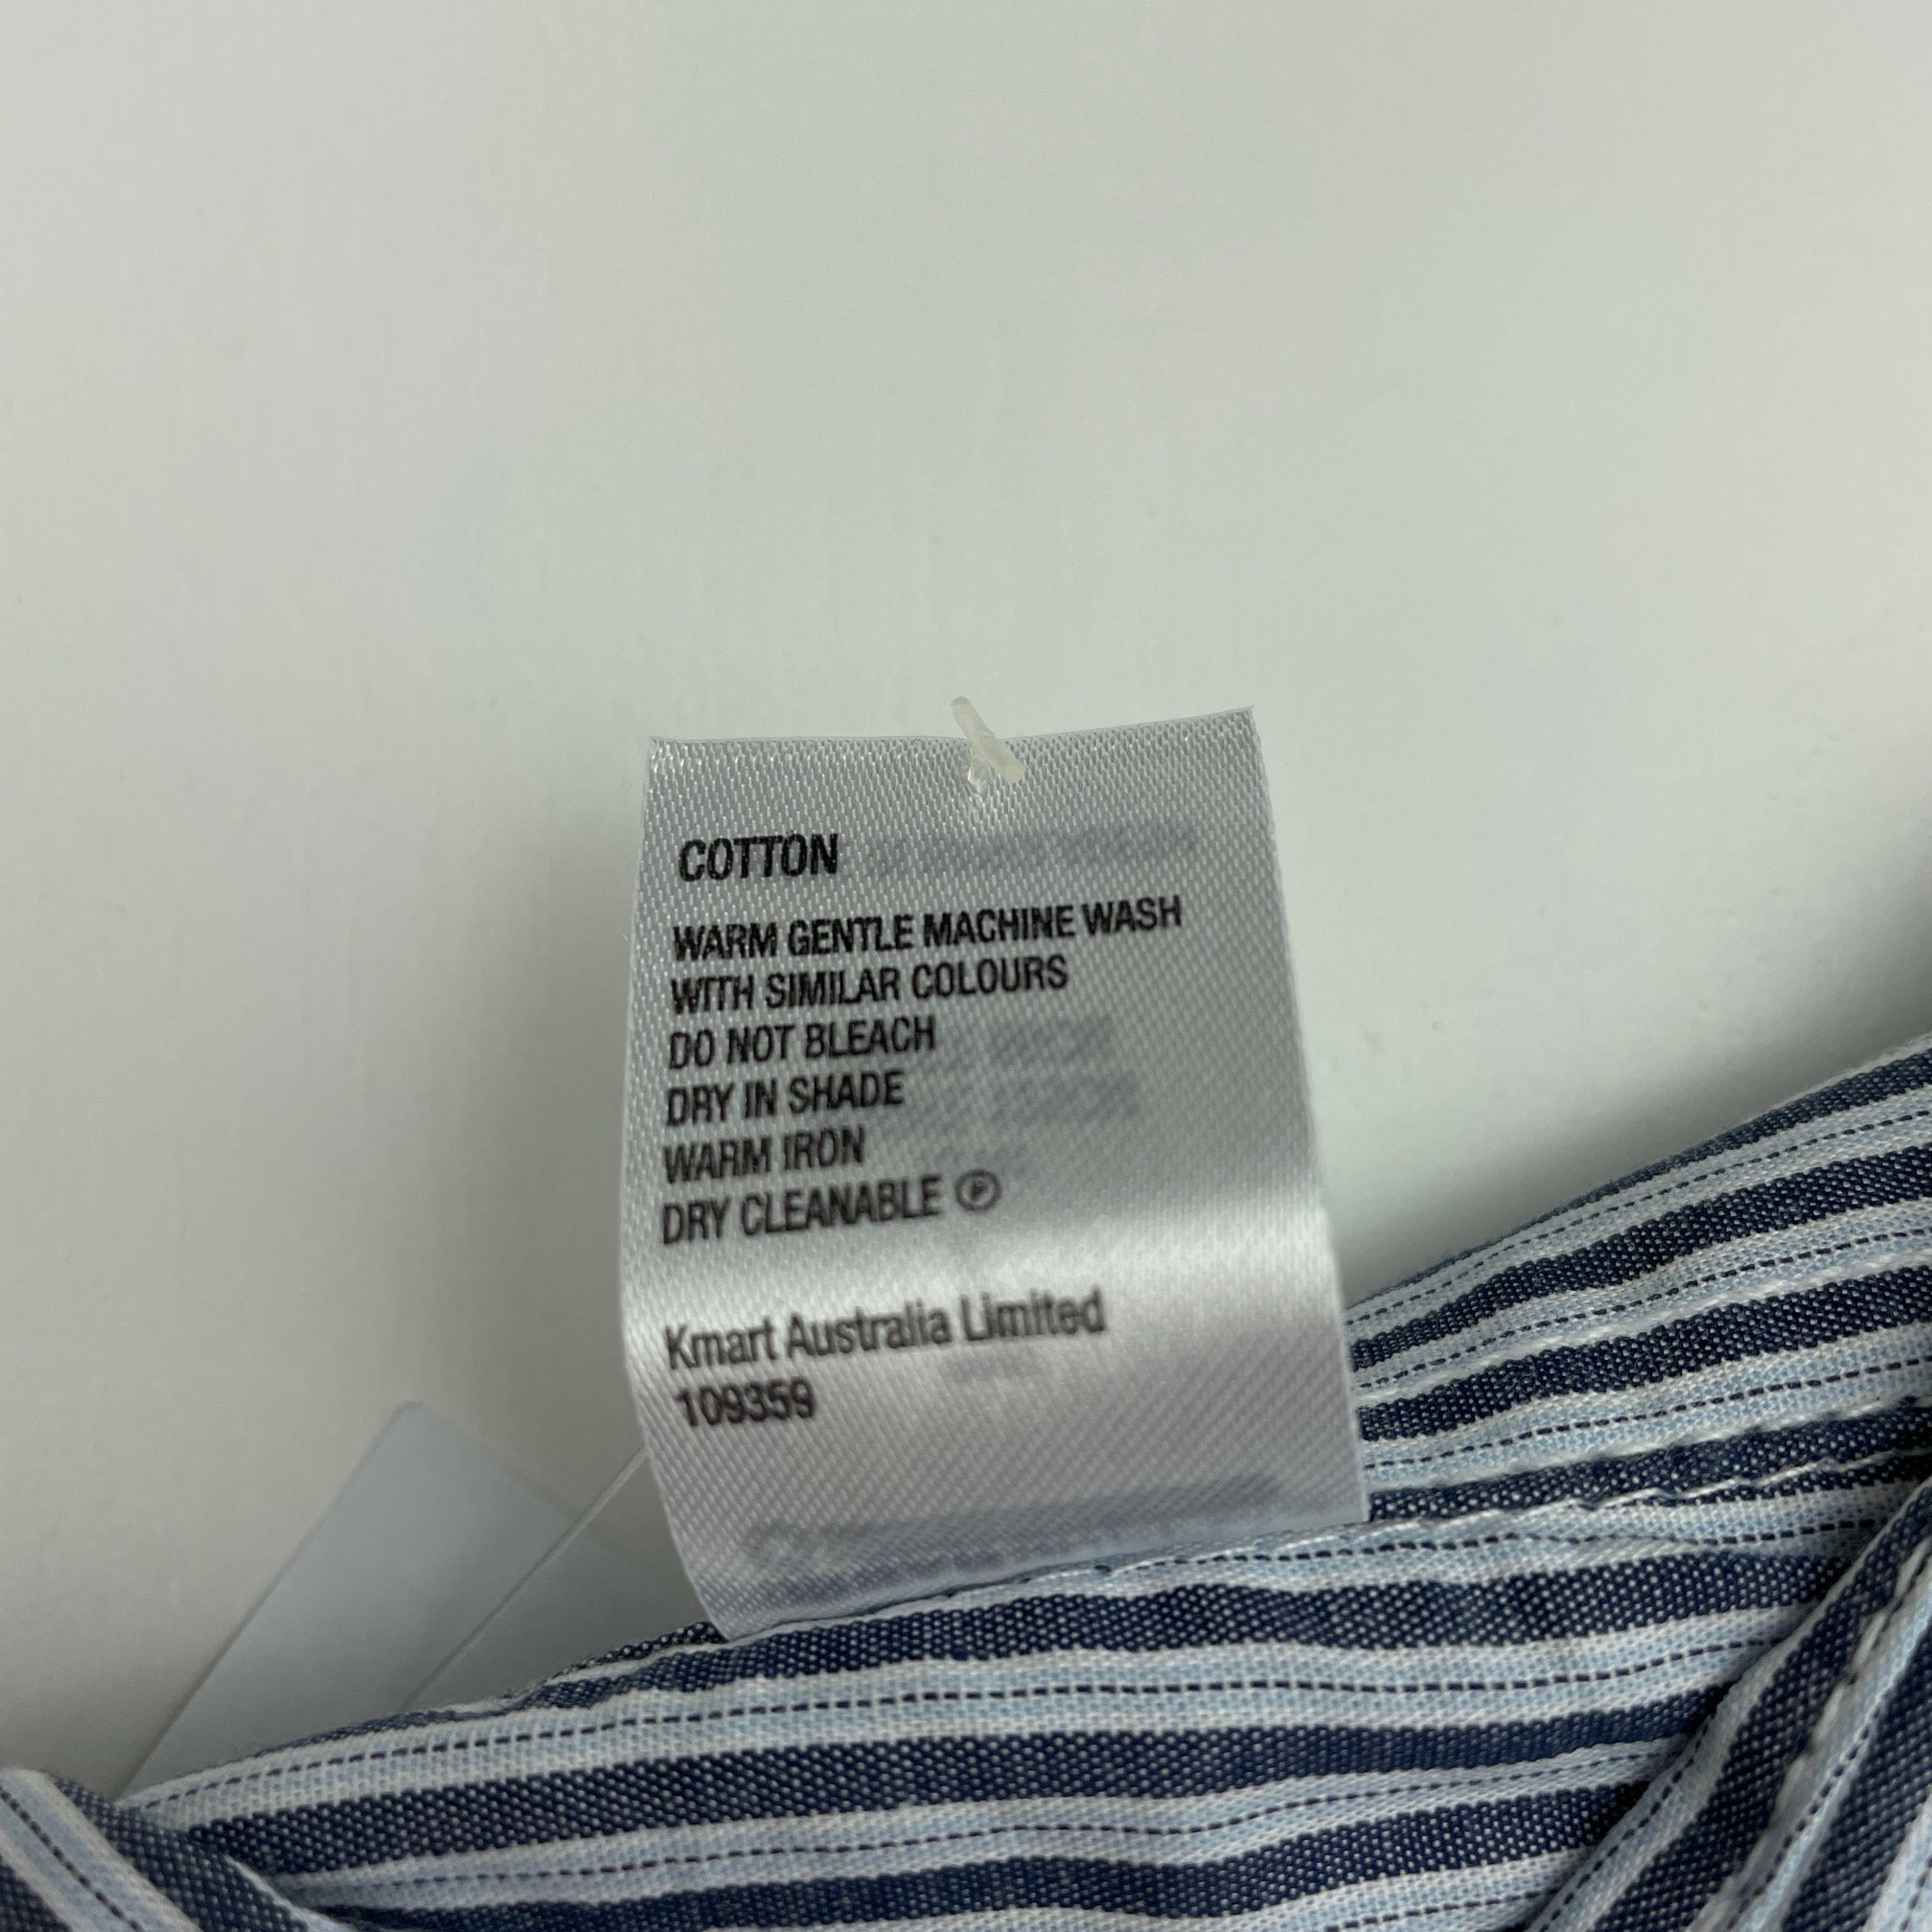 COTTON
WARM GENTLE MACHINE WASH
WITH SIMILAR COLOURS
DO NOT BLEACH
DRY IN SHADE
WARM IRON
DRY CLEANABLE Ⓟ
Kmart Australia Limited
109359